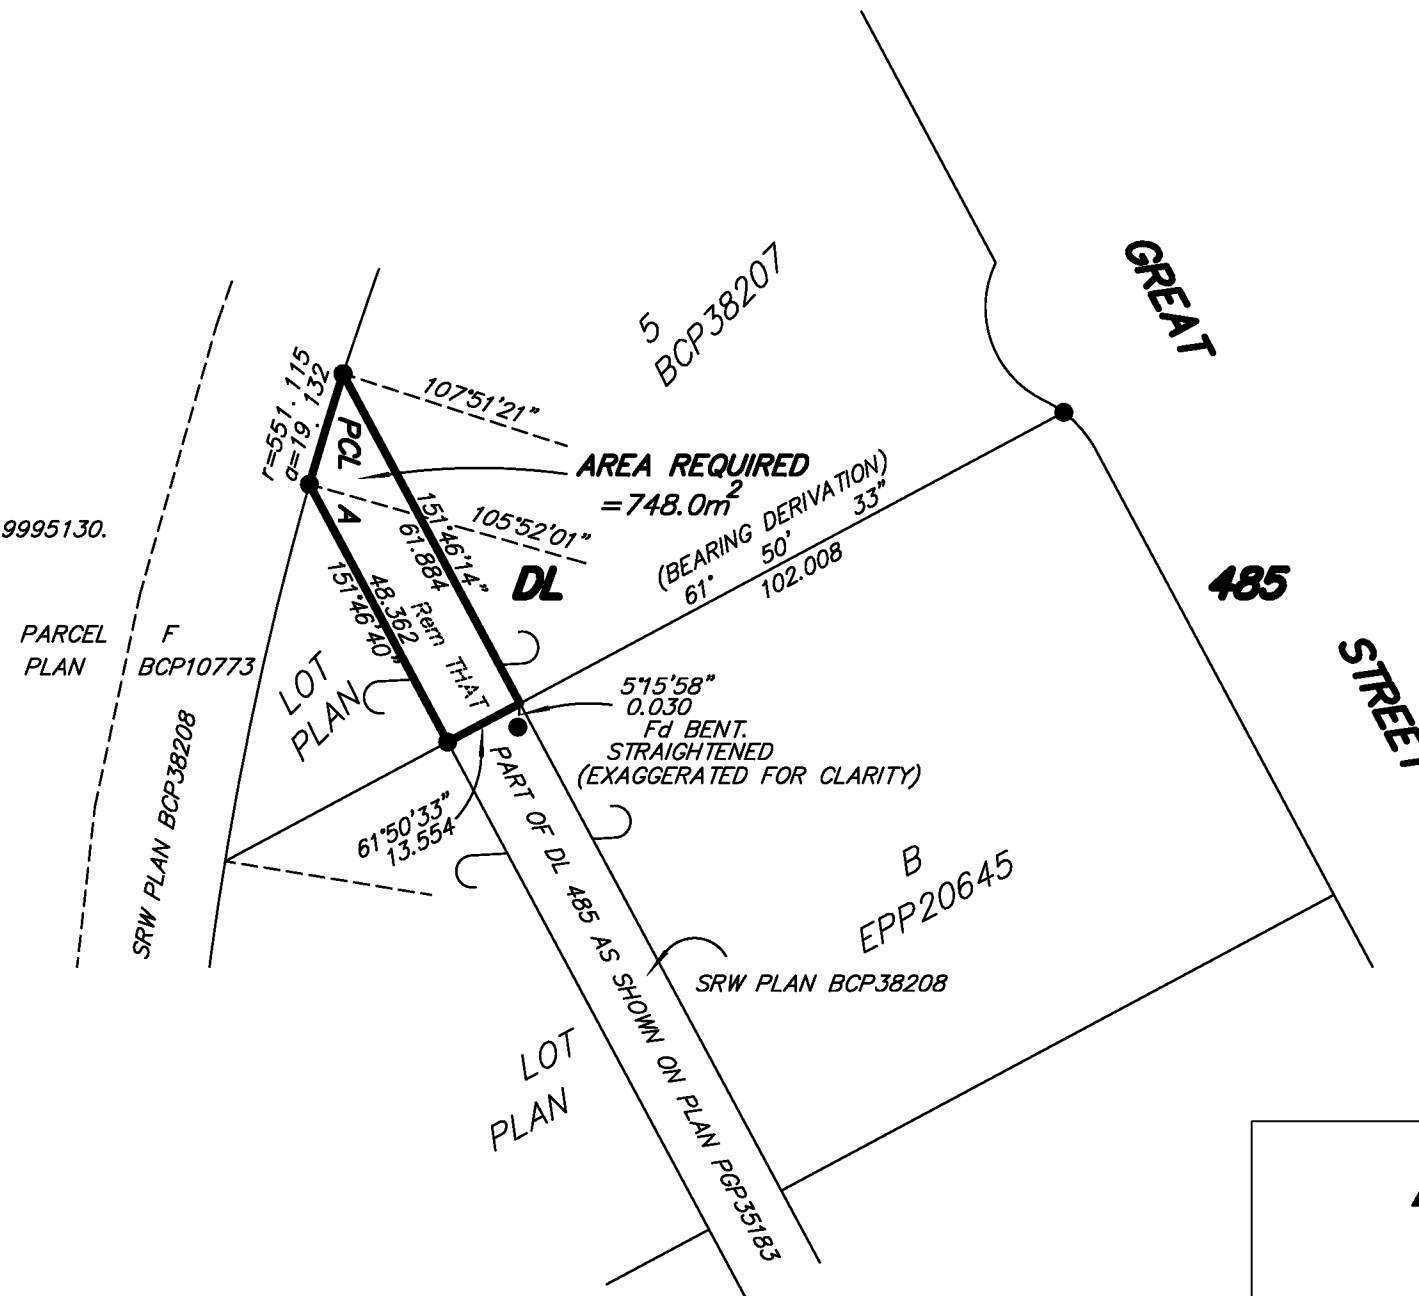 GREAT
5
BCP38207
r=551.115
a=19.132
107°51'21"
PCL
A
AREA REQUIRED
=748.0m²
151°46'14"
61.884
105°52'01"
(BEARING DERIVATION)
61° 50' 33"
102.008
9995130.
DL
485
48.362
151°46'40"
Rem THAT
PARCEL F
PLAN BCP10773
LOT
PLAN
STREET
5°15'58"
0.030
Fd BENT.
STRAIGHTENED
(EXAGGERATED FOR CLARITY)
SRW PLAN BCP38208
61°50'33"
13.554
PART OF DL 485 AS SHOWN ON PLAN PGP35183
B
EPP20645
SRW PLAN BCP38208
LOT
PLAN